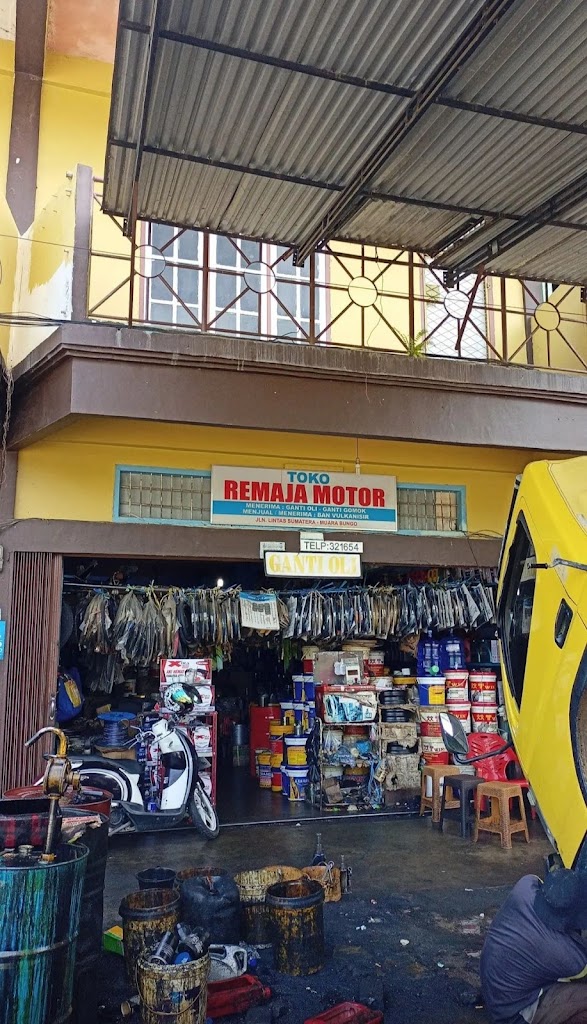 TOKO
REMAJA MOTOR
MENERIMA : GANTI OLI - GANTI GOMOK
MENJUAL / MENERIMA : BAN VULKANISIR
JLN. LINTAS SUMATERA - MUARA BUNGO
TELP:321654
GANTI OLI